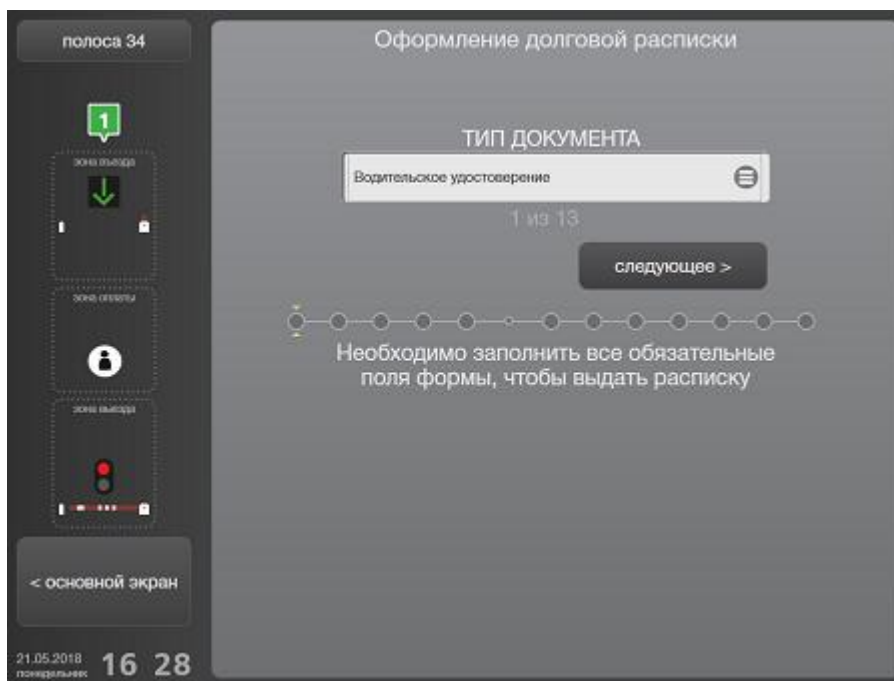 полоса 34
1
зона въезда
зона оплаты
зона выезда
< основной экран
21.05.2018
понедельник
16 28
Оформление долговой расписки
ТИП ДОКУМЕНТА
Водительское удостоверение
1 из 13
следующее >
Необходимо заполнить все обязательные
поля формы, чтобы выдать расписку